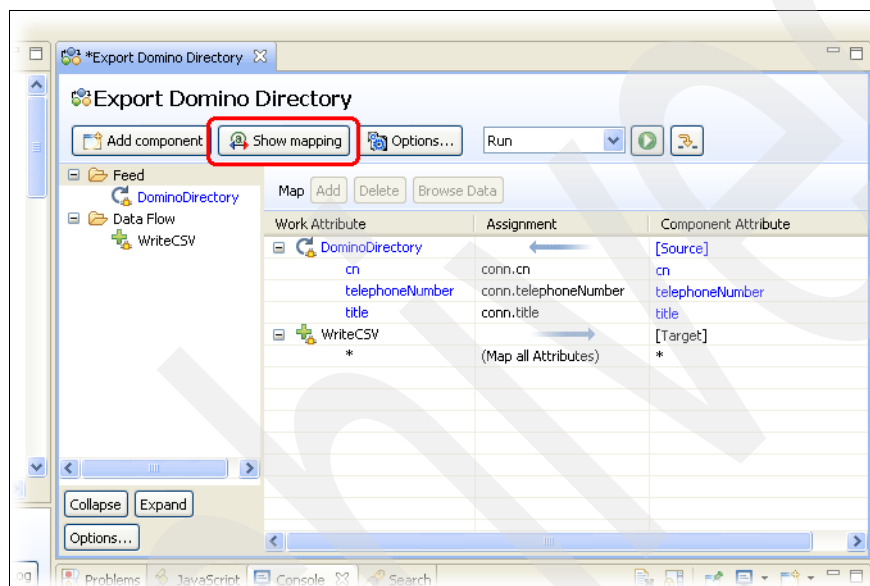 *Export Domino Directory
Export Domino Directory
Add component Show mapping Options... Run
Feed
DominoDirectory
Data Flow
WriteCSV
Map Add Delete Browse Data
Work Attribute Assignment Component Attribute
DominoDirectory [Source]
cn conn.cn cn
telephoneNumber conn.telephoneNumber telephoneNumber
title conn.title title
WriteCSV [Target]
* (Map all Attributes) *
Collapse Expand
Options...
og Problems JavaScript Console Search